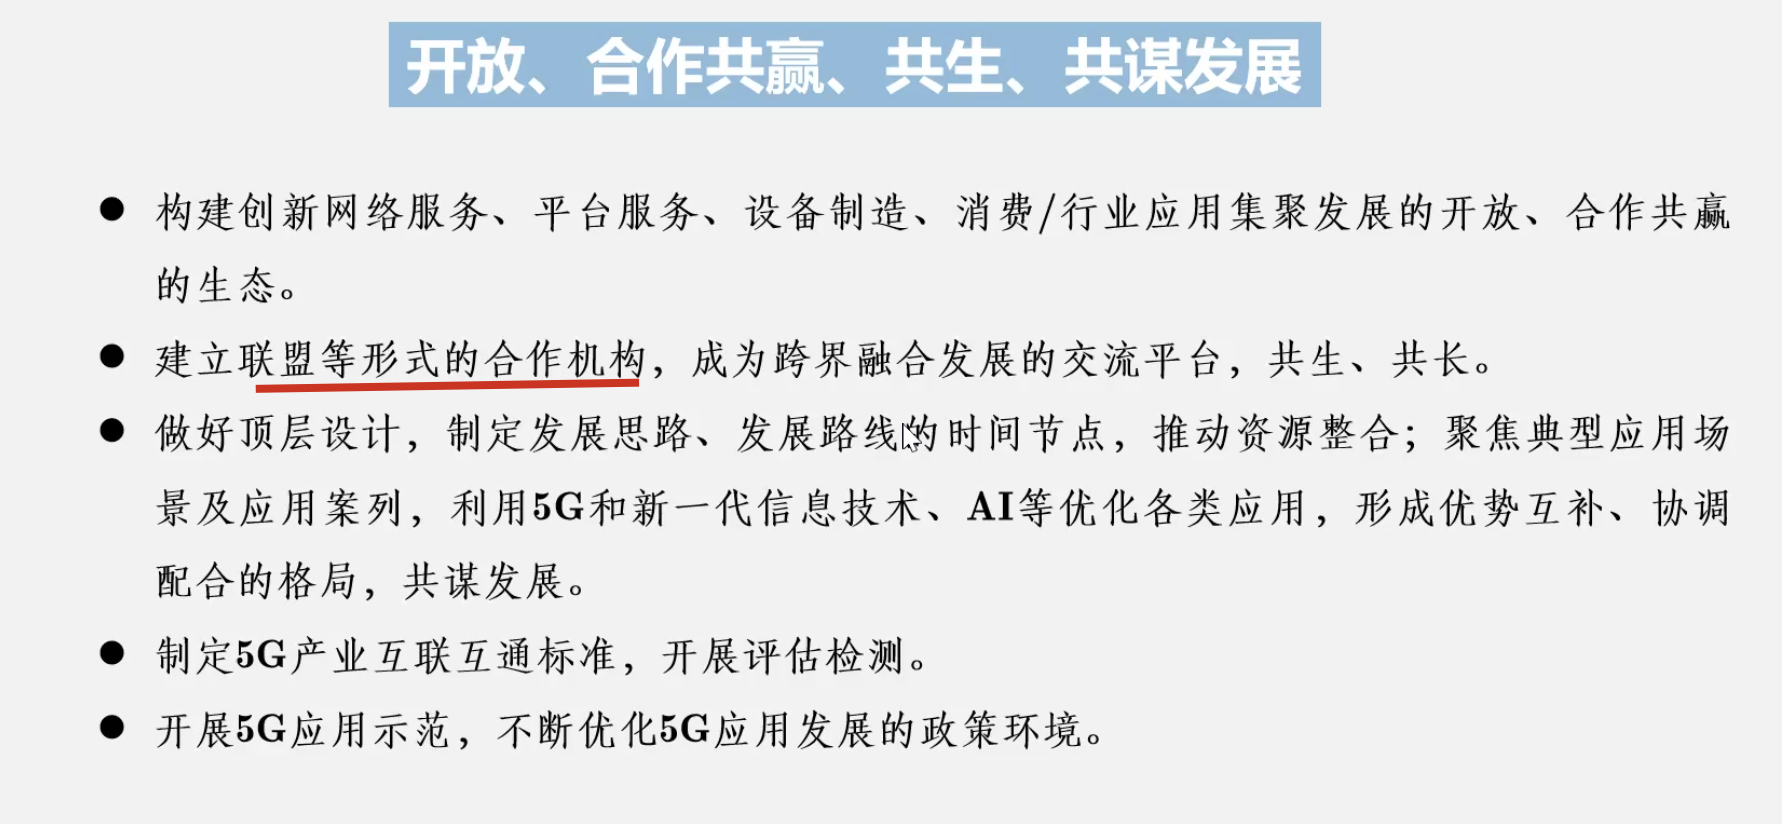 开放、合作共赢、共生、共谋发展
● 构建创新网络服务、平台服务、设备制造、消费/行业应用集聚发展的开放、合作共赢
的生态。
● 建立联盟等形式的合作机构，成为跨界融合发展的交流平台，共生、共长。
● 做好顶层设计，制定发展思路、发展路线的时间节点，推动资源整合；聚焦典型应用场
景及应用案列，利用5G和新一代信息技术、AI等优化各类应用，形成优势互补、协调
配合的格局，共谋发展。
● 制定5G产业互联互通标准，开展评估检测。
● 开展5G应用示范，不断优化5G应用发展的政策环境。